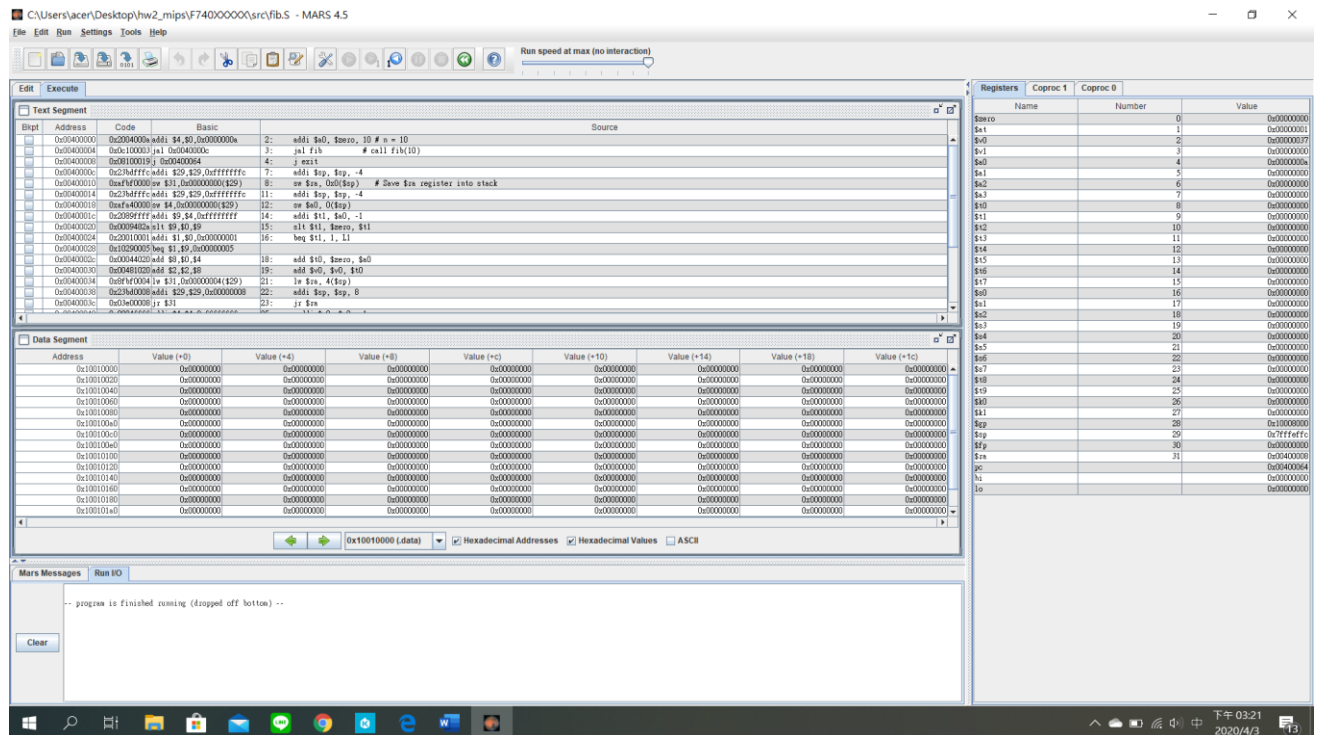 C:\Users\acer\Desktop\hw2_mips\F740XXXXX\src\fib.S - MARS 4.5
File Edit Run Settings Tools Help
Run speed at max (no interaction)
Edit Execute
Text Segment
Bkpt Address Code Basic Source
0x00400000 0x2004000a addi $4,$0,0x0000000a 2: addi $a0, $zero, 10 # n = 10
0x00400004 0x0c100003 jal 0x0040000c 3: jal fib # call fib(10)
0x00400008 0x08100019 j 0x00400064 4: j exit
0x0040000c 0x23bdfffc addi $29,$29,0xfffffffc 7: addi $sp, $sp, -4
0x00400010 0xafbf0000 sw $31,0x00000000($29) 8: sw $ra, 0x0($sp) # Save $ra register into stack
0x00400014 0x23bdfffc addi $29,$29,0xfffffffc 11: addi $sp, $sp, -4
0x00400018 0xafa40000 sw $4,0x00000000($29) 12: sw $a0, 0($sp)
0x0040001c 0x2089ffff addi $9,$4,0xffffffff 14: addi $t1, $a0, -1
0x00400020 0x0009482a slt $9,$0,$9 15: slt $t1, $zero, $t1
0x00400024 0x20010001 addi $1,$0,0x00000001 16: beq $t1, 1, L1
0x00400028 0x10290005 beq $1,$9,0x00000005
0x0040002c 0x00044020 add $8,$0,$4 18: add $t0, $zero, $a0
0x00400030 0x00481020 add $2,$2,$8 19: add $v0, $v0, $t0
0x00400034 0x8fbf0004 lw $31,0x00000004($29) 21: lw $ra, 4($sp)
0x00400038 0x23bd0008 addi $29,$29,0x00000008 22: addi $sp, $sp, 8
0x0040003c 0x03e00008 jr $31 23: jr $ra
Data Segment
Address Value (+0) Value (+4) Value (+8) Value (+c) Value (+10) Value (+14) Value (+18) Value (+1c)
0x10010000 0x00000000 0x00000000 0x00000000 0x00000000 0x00000000 0x00000000 0x00000000 0x00000000
0x10010020 0x00000000 0x00000000 0x00000000 0x00000000 0x00000000 0x00000000 0x00000000 0x00000000
0x10010040 0x00000000 0x00000000 0x00000000 0x00000000 0x00000000 0x00000000 0x00000000 0x00000000
0x10010060 0x00000000 0x00000000 0x00000000 0x00000000 0x00000000 0x00000000 0x00000000 0x00000000
0x10010080 0x00000000 0x00000000 0x00000000 0x00000000 0x00000000 0x00000000 0x00000000 0x00000000
0x100100a0 0x00000000 0x00000000 0x00000000 0x00000000 0x00000000 0x00000000 0x00000000 0x00000000
0x100100c0 0x00000000 0x00000000 0x00000000 0x00000000 0x00000000 0x00000000 0x00000000 0x00000000
0x100100e0 0x00000000 0x00000000 0x00000000 0x00000000 0x00000000 0x00000000 0x00000000 0x00000000
0x10010100 0x00000000 0x00000000 0x00000000 0x00000000 0x00000000 0x00000000 0x00000000 0x00000000
0x10010120 0x00000000 0x00000000 0x00000000 0x00000000 0x00000000 0x00000000 0x00000000 0x00000000
0x10010140 0x00000000 0x00000000 0x00000000 0x00000000 0x00000000 0x00000000 0x00000000 0x00000000
0x10010160 0x00000000 0x00000000 0x00000000 0x00000000 0x00000000 0x00000000 0x00000000 0x00000000
0x10010180 0x00000000 0x00000000 0x00000000 0x00000000 0x00000000 0x00000000 0x00000000 0x00000000
0x100101a0 0x00000000 0x00000000 0x00000000 0x00000000 0x00000000 0x00000000 0x00000000 0x00000000
0x10010000 (.data) Hexadecimal Addresses Hexadecimal Values ASCII
Mars Messages Run I/O
-- program is finished running (dropped off bottom) --
Clear
Registers Coproc 1 Coproc 0
Name Number Value
$zero 0 0x00000000
$at 1 0x00000001
$v0 2 0x00000037
$v1 3 0x00000000
$a0 4 0x0000000a
$a1 5 0x00000000
$a2 6 0x00000000
$a3 7 0x00000000
$t0 8 0x00000000
$t1 9 0x00000000
$t2 10 0x00000000
$t3 11 0x00000000
$t4 12 0x00000000
$t5 13 0x00000000
$t6 14 0x00000000
$t7 15 0x00000000
$s0 16 0x00000000
$s1 17 0x00000000
$s2 18 0x00000000
$s3 19 0x00000000
$s4 20 0x00000000
$s5 21 0x00000000
$s6 22 0x00000000
$s7 23 0x00000000
$t8 24 0x00000000
$t9 25 0x00000000
$k0 26 0x00000000
$k1 27 0x00000000
$gp 28 0x10008000
$sp 29 0x7fffeffc
$fp 30 0x00000000
$ra 31 0x00400008
pc 0x00400064
hi 0x00000000
lo 0x00000000
中
下午 03:21
2020/4/3
13